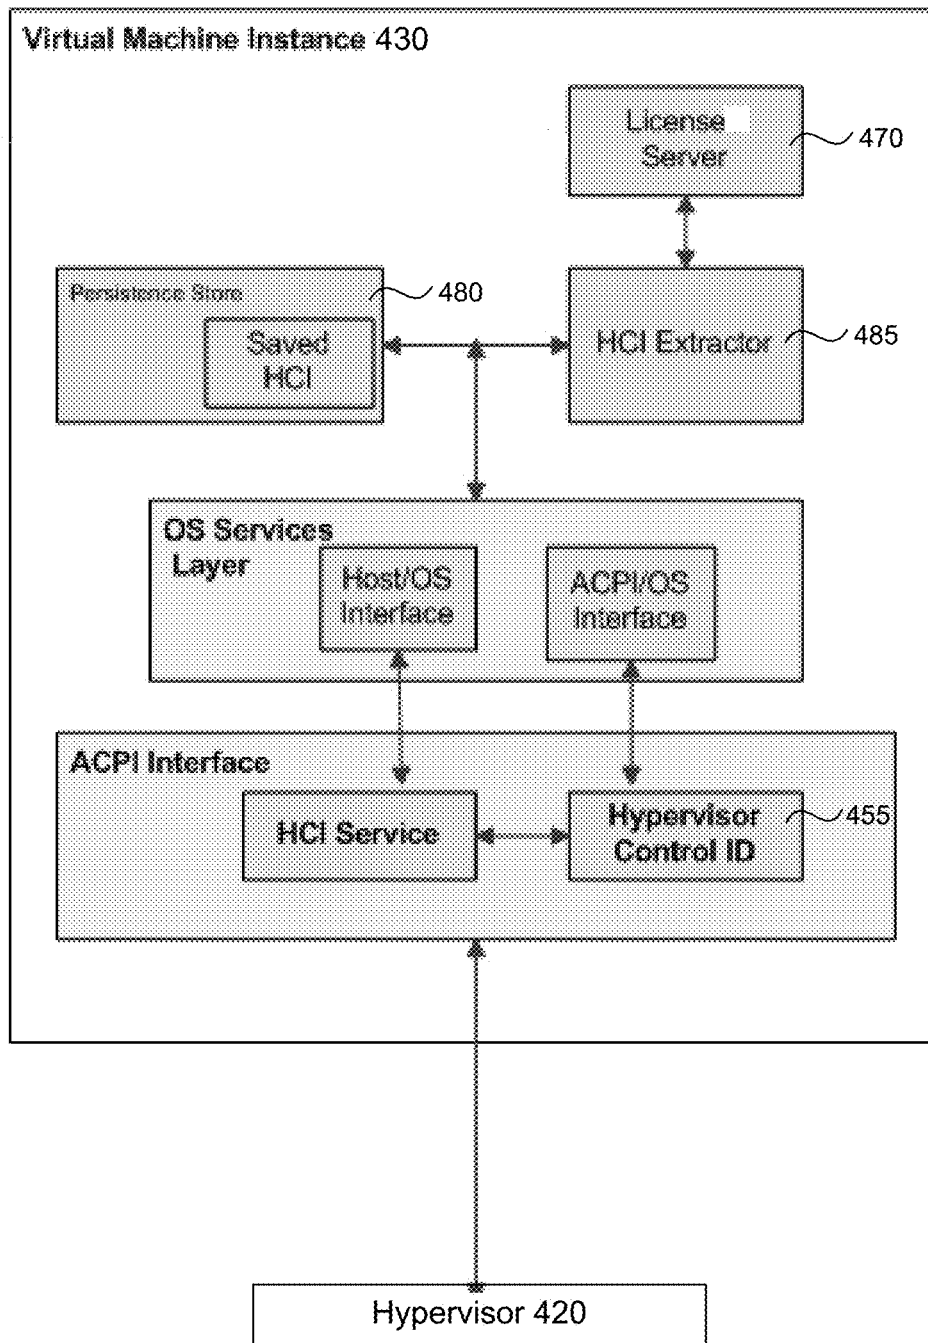 Virtual Machine Instance 430
License
Server
470
Persistence Store
480
Saved
HCI
HCI Extractor
485
OS Services
Layer
Host/OS
Interface
ACPI/OS
Interface
ACPI Interface
HCI Service
Hypervisor
Control ID
455
Hypervisor 420